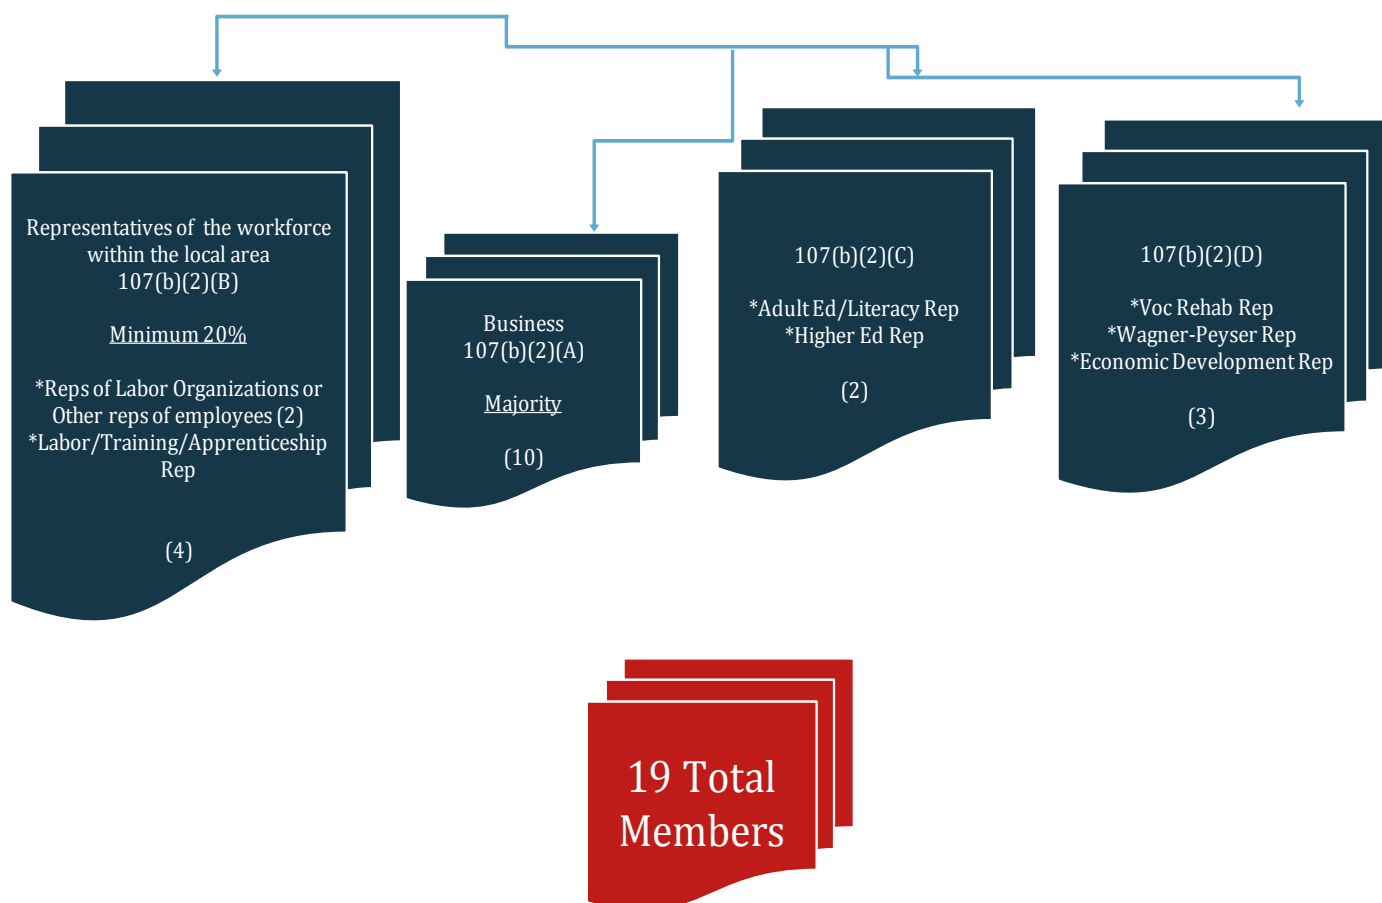 Representatives of the workforce
within the local area
107(b)(2)(B)
Minimum 20%
*Reps of Labor Organizations or
Other reps of employees (2)
*Labor/Training/Apprenticeship
Rep
(4)
Business
107(b)(2)(A)
Majority
(10)
107(b)(2)(C)
*Adult Ed/Literacy Rep
*Higher Ed Rep
(2)
107(b)(2)(D)
*Voc Rehab Rep
*Wagner-Peyser Rep
*Economic Development Rep
(3)
19 Total
Members